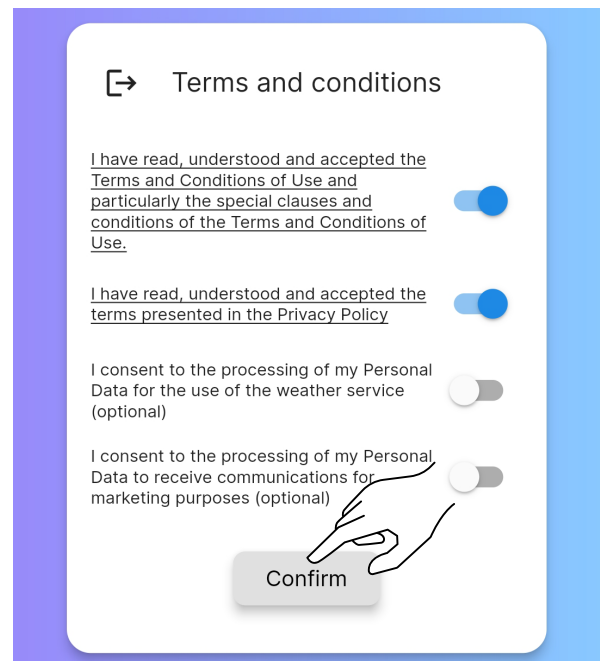 Terms and conditions
I have read, understood and accepted the
Terms and Conditions of Use and
particularly the special clauses and
conditions of the Terms and Conditions of
Use.
I have read, understood and accepted the
terms presented in the Privacy Policy
I consent to the processing of my Personal
Data for the use of the weather service
(optional)
I consent to the processing of my Personal
Data to receive communications for
marketing purposes (optional)
Confirm